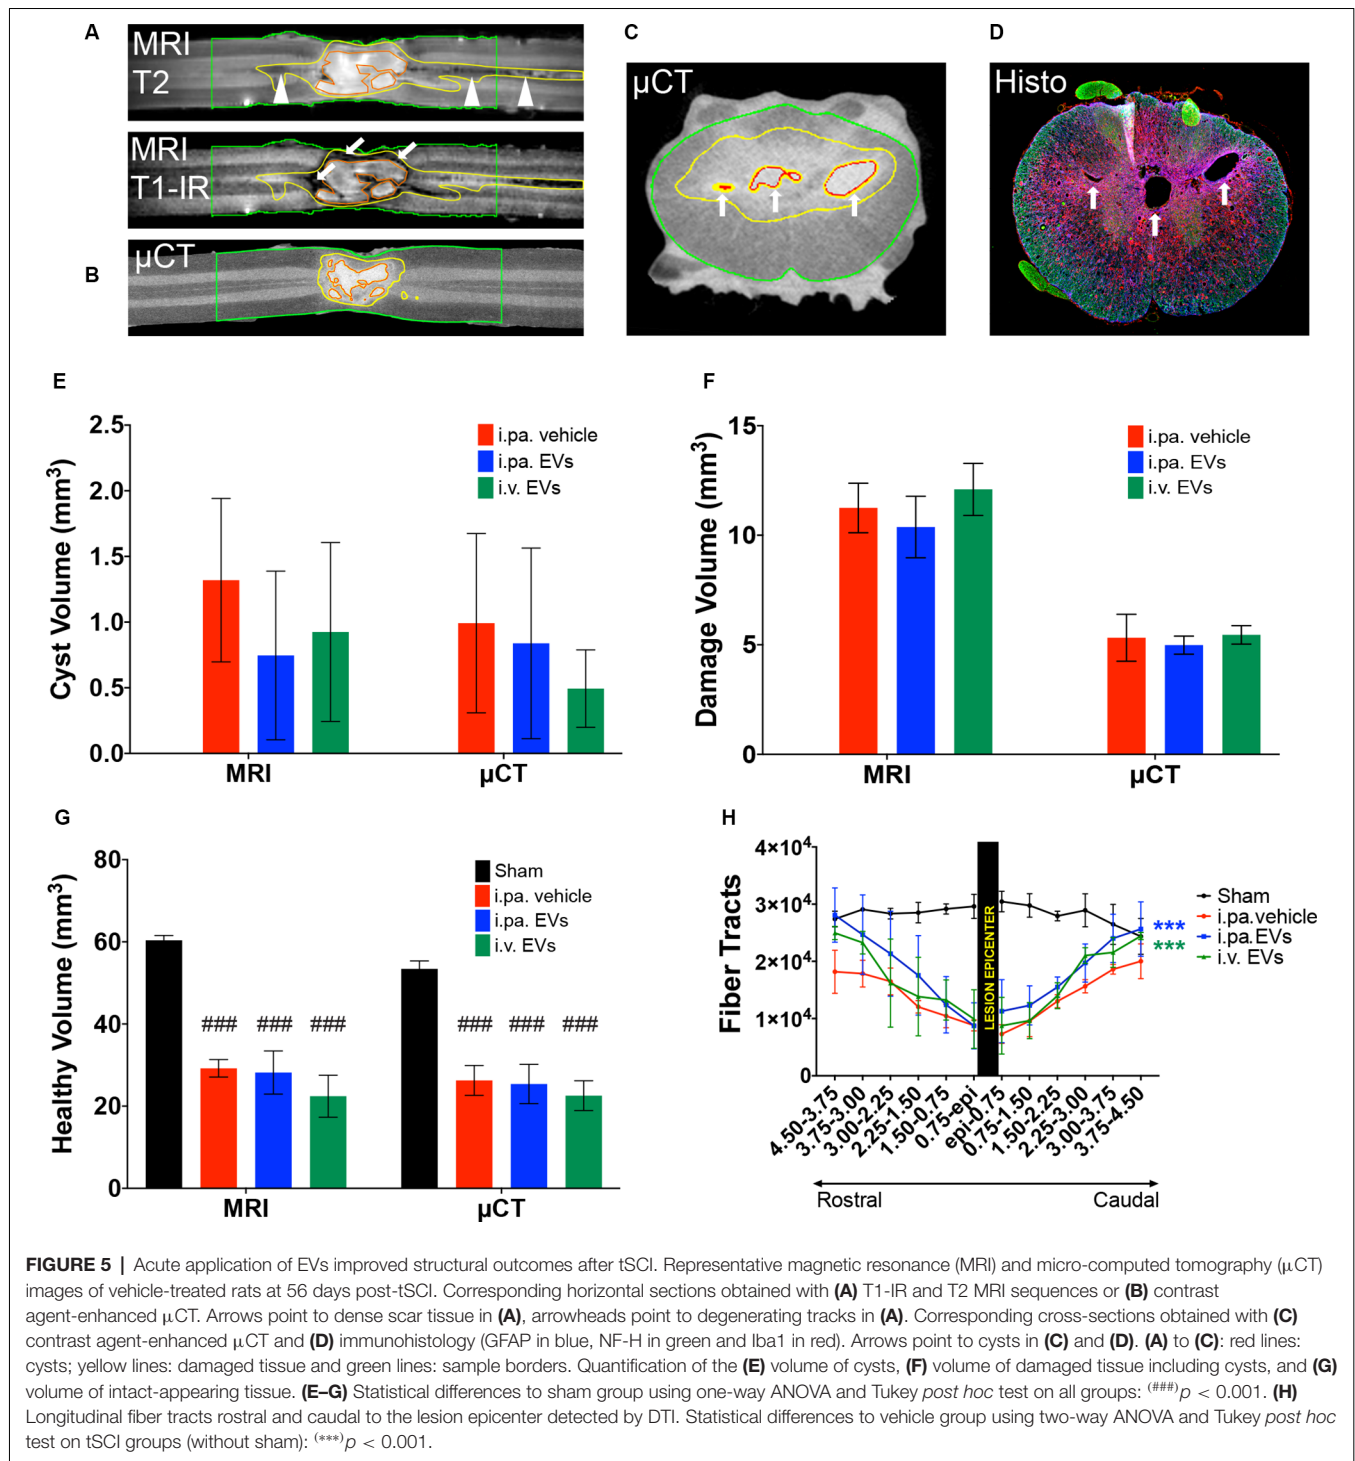 A
MRI
T2
MRI
T1-IR
B
µCT
C
µCT
D
Histo
E
Cyst Volume (mm³)
2.5
2.0
1.5
1.0
0.5
0.0
i.pa. vehicle
i.pa. EVs
i.v. EVs
MRI
µCT
F
Damage Volume (mm³)
15
10
5
0
i.pa. vehicle
i.pa. EVs
i.v. EVs
MRI
µCT
G
Healthy Volume (mm³)
80
60
40
20
0
Sham
i.pa. vehicle
i.pa. EVs
i.v. EVs
### ### ###
### ### ###
MRI
µCT
H
Fiber Tracts
4×10⁴
3×10⁴
2×10⁴
1×10⁴
0
LESION EPICENTER
Sham
i.pa.vehicle
i.pa.EVs
i.v. EVs
***
***
4.50-3.75
3.75-3.00
3.00-2.25
2.25-1.50
1.50-0.75
0.75-epi
epi-0.75
0.75-1.50
1.50-2.25
2.25-3.00
3.00-3.75
3.75-4.50
Rostral
Caudal
FIGURE 5 | Acute application of EVs improved structural outcomes after tSCI. Representative magnetic resonance (MRI) and micro-computed tomography (µCT)
images of vehicle-treated rats at 56 days post-tSCI. Corresponding horizontal sections obtained with (A) T1-IR and T2 MRI sequences or (B) contrast
agent-enhanced µCT. Arrows point to dense scar tissue in (A), arrowheads point to degenerating tracks in (A). Corresponding cross-sections obtained with (C)
contrast agent-enhanced µCT and (D) immunohistology (GFAP in blue, NF-H in green and Iba1 in red). Arrows point to cysts in (C) and (D). (A) to (C): red lines:
cysts; yellow lines: damaged tissue and green lines: sample borders. Quantification of the (E) volume of cysts, (F) volume of damaged tissue including cysts, and (G)
volume of intact-appearing tissue. (E–G) Statistical differences to sham group using one-way ANOVA and Tukey post hoc test on all groups: (###)p < 0.001. (H)
Longitudinal fiber tracts rostral and caudal to the lesion epicenter detected by DTI. Statistical differences to vehicle group using two-way ANOVA and Tukey post hoc
test on tSCI groups (without sham): (***)p < 0.001.